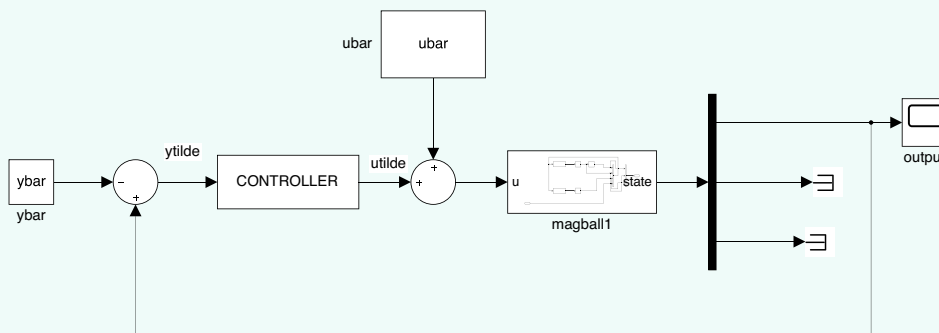 ubar
ubar
ytilde
utilde
ybar
CONTROLLER
u
state
ybar
magball1
outpu